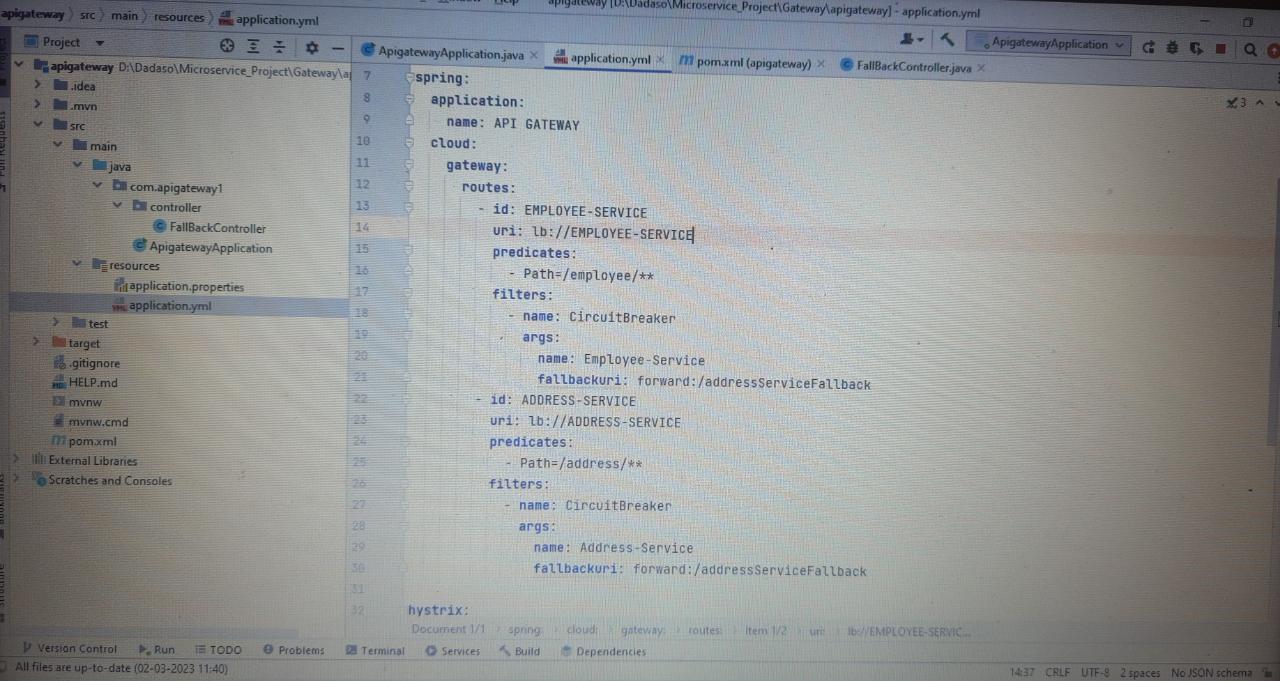 apigateway src main resources application.yml
apigateway [D:\Dadaso\Microservice_Project\Gateway\apigateway] - application.yml
Project
ApigatewayApplication.java application.yml pom.xml (apigateway) FallBackController.java
ApigatewayApplication
apigateway D:\Dadaso\Microservice_Project\Gateway\ap
.idea
.mvn
src
main
java
com.apigateway1
controller
FallBackController
ApigatewayApplication
resources
application.properties
application.yml
test
target
.gitignore
HELP.md
mvnw
mvnw.cmd
pom.xml
External Libraries
Scratches and Consoles
3
7 spring:
8 application:
9 name: API GATEWAY
10 cloud:
11 gateway:
12 routes:
13 - id: EMPLOYEE-SERVICE
14 uri: lb://EMPLOYEE-SERVICE
15 predicates:
16 - Path=/employee/**
17 filters:
18 - name: CircuitBreaker
19 args:
20 name: Employee-Service
21 fallbackuri: forward:/addressServiceFallback
22 - id: ADDRESS-SERVICE
23 uri: lb://ADDRESS-SERVICE
24 predicates:
25 - Path=/address/**
26 filters:
27 - name: CircuitBreaker
28 args:
29 name: Address-Service
30 fallbackuri: forward:/addressServiceFallback
31
32 hystrix:
Document 1/1 spring: cloud: gateway: routes: Item 1/2 uri: lb://EMPLOYEE-SERVIC...
Version Control Run TODO Problems Terminal Services Build Dependencies
All files are up-to-date (02-03-2023 11:40)
14:37 CRLF UTF-8 2 spaces No JSON schema